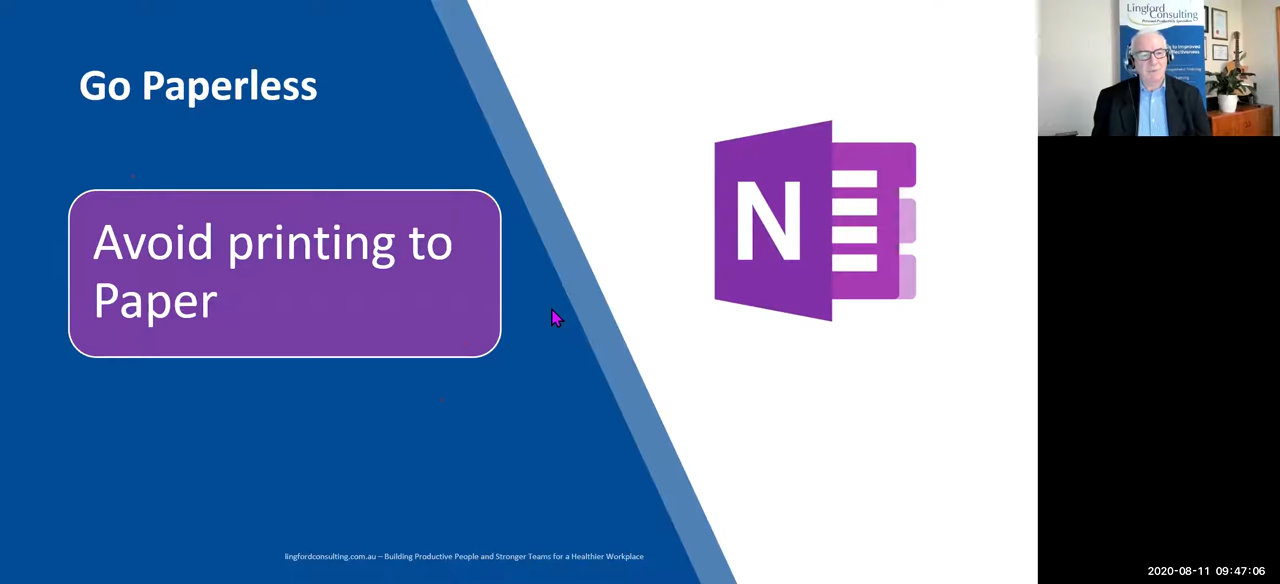 Go Paperless
Avoid printing to
Paper
N
lingfordconsulting.com.au – Building Productive People and Stronger Teams for a Healthier Workplace
Lingford
Consulting
2020-08-11 09:47:06